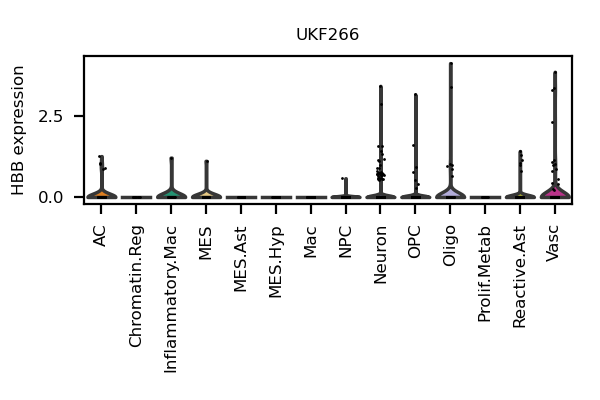 UKF266
HBB expression
2.5
0.0
AC
Chromatin.Reg
Inflammatory.Mac
MES
MES.Ast
MES.Hyp
Mac
NPC
Neuron
OPC
Oligo
Prolif.Metab
Reactive.Ast
Vasc